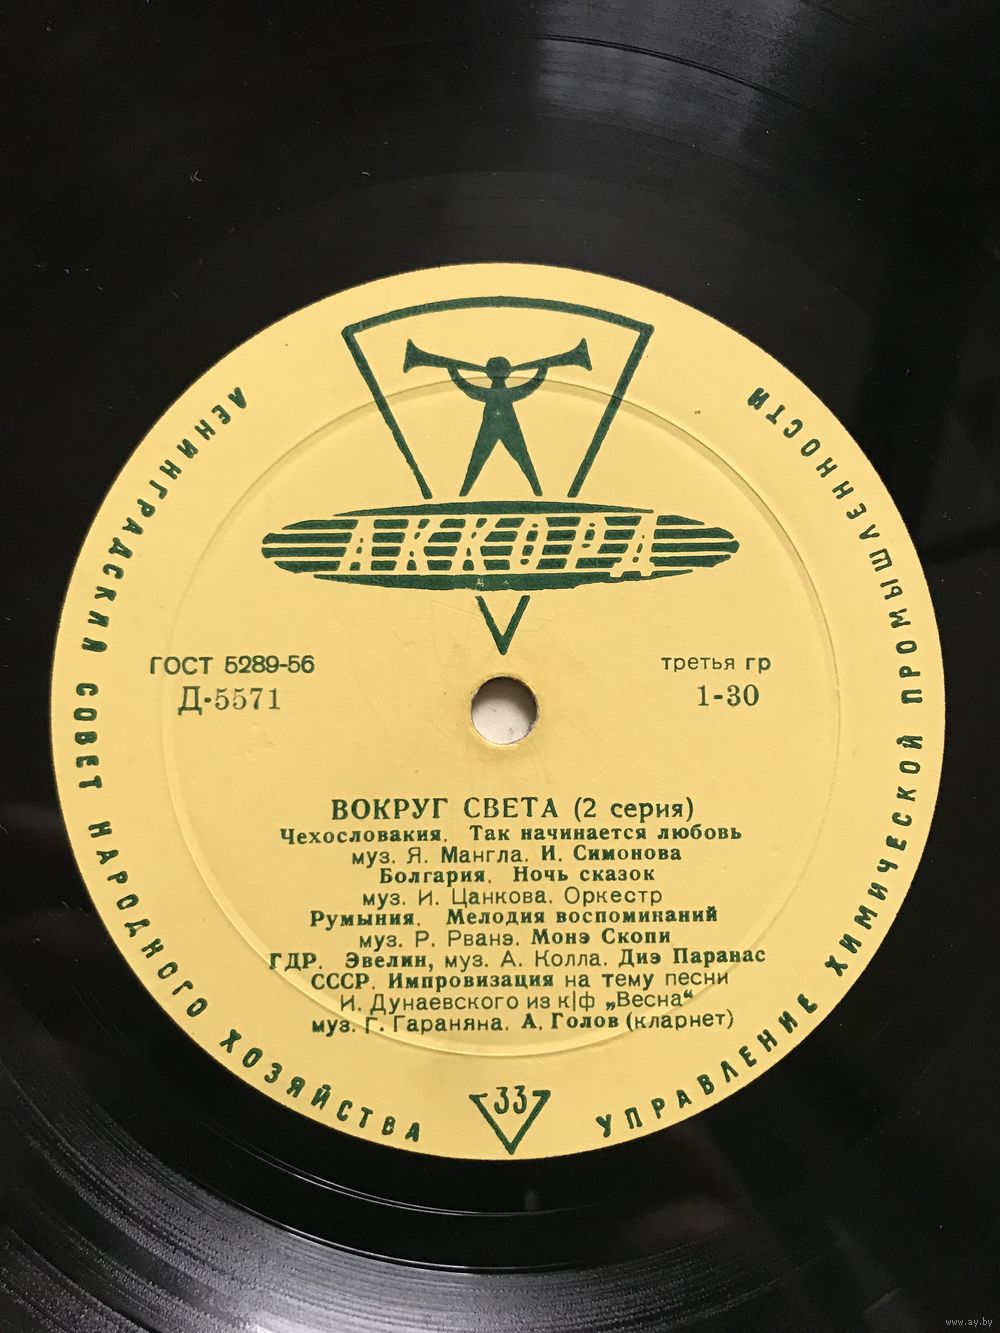 АККОРД
ЛЕНИНГРАДСКИЙ СОВЕТ НАРОДНОГО ХОЗЯЙСТВА
УПРАВЛЕНИЕ ХИМИЧЕСКОЙ ПРОМЫШЛЕННОСТИ
ГОСТ 5289-56
Д-5571
третья гр
1-30
ВОКРУГ СВЕТА (2 серия)
Чехословакия. Так начинается любовь
муз. Я. Мангла. И. Симонова
Болгария. Ночь сказок
муз. И. Цанкова. Оркестр
Румыния. Мелодия воспоминаний
муз. Р. Рванэ. Монэ Скопи
ГДР. Эвелин, муз. А. Колла. Диэ Паранас
СССР. Импровизация на тему песни
И. Дунаевского из к|ф „Весна“
муз. Г. Гараняна. А. Голов (кларнет)
33
www.ay.by